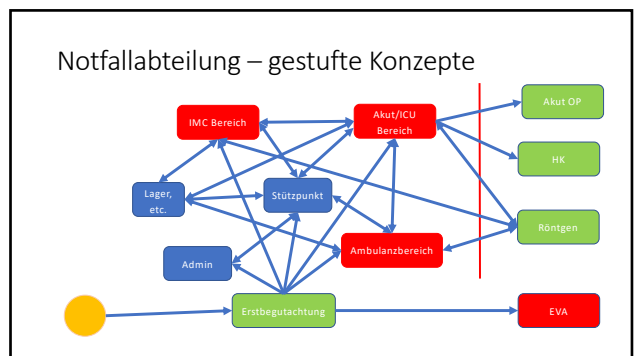 Notfallabteilung – gestufte Konzepte
Akut OP
IMC Bereich
Akut/ICU
Bereich
HK
Lager,
etc.
Stützpunkt
Röntgen
Ambulanzbereich
Admin
Erstbegutachtung
EVA